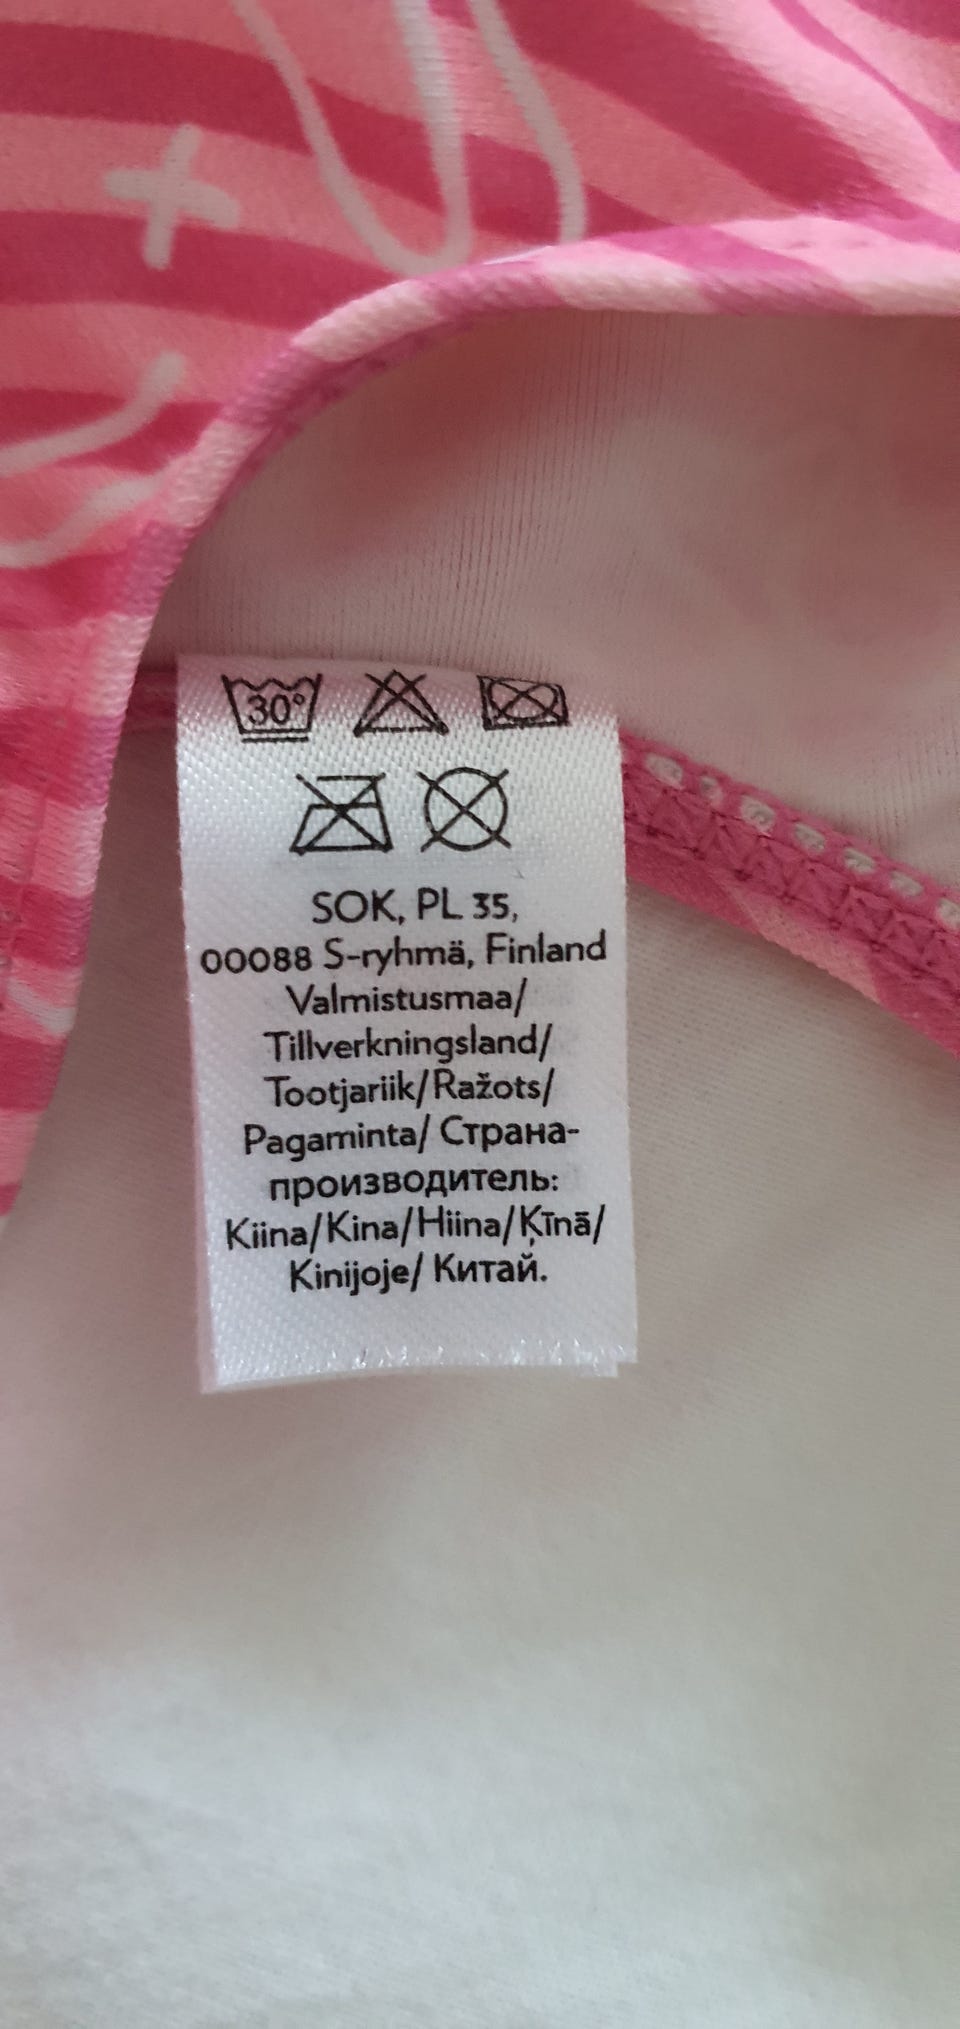 30°
SOK, PL 35,
00088 S-ryhmä, Finland
Valmistusmaa/
Tillverkningsland/
Tootjariik/Ražots/
Pagaminta/ Страна-
производитель:
Kiina/Kina/Hiina/Ķīnā/
Kinijoje/ Китай.